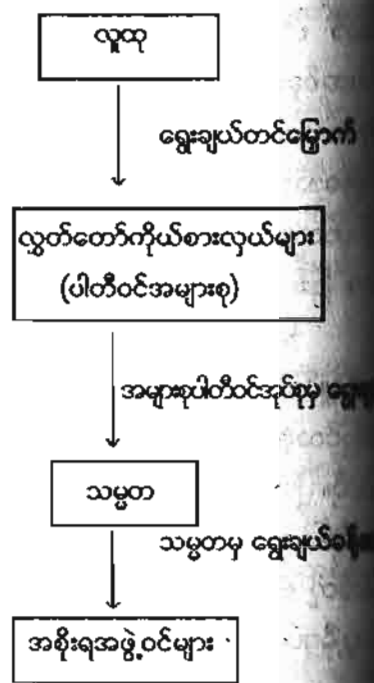 လူထု
ရွေးချယ်တင်မြှောက်
လွှတ်တော်ကိုယ်စားလှယ်များ
(ပါတီဝင်အများစု)
အများစုပါတီဝင်အုပ်စုမှ
သမ္မတ
သမ္မတမှ ရွေးချယ်
အစိုးရအဖွဲ့ဝင်များ